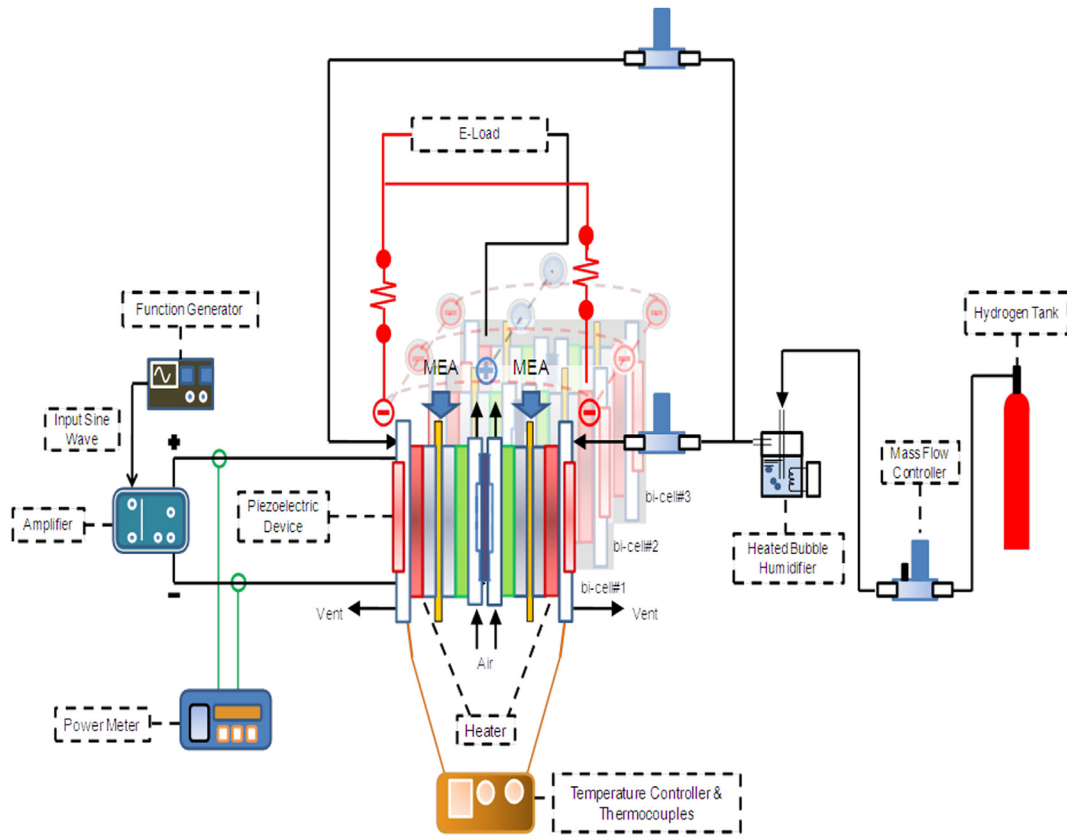 E-Load
Function Generator
Hydrogen Tank
MEA
MEA
Input Sine
Wave
Mass Flow
Controller
+
bi-cell#3
Piezoelectric
Device
Amplifier
bi-cell#2
Heated Bubble
Humidifier
bi-cell#1
-
Vent
Vent
Air
Power Meter
Heater
Temperature Controller &
Thermocouples